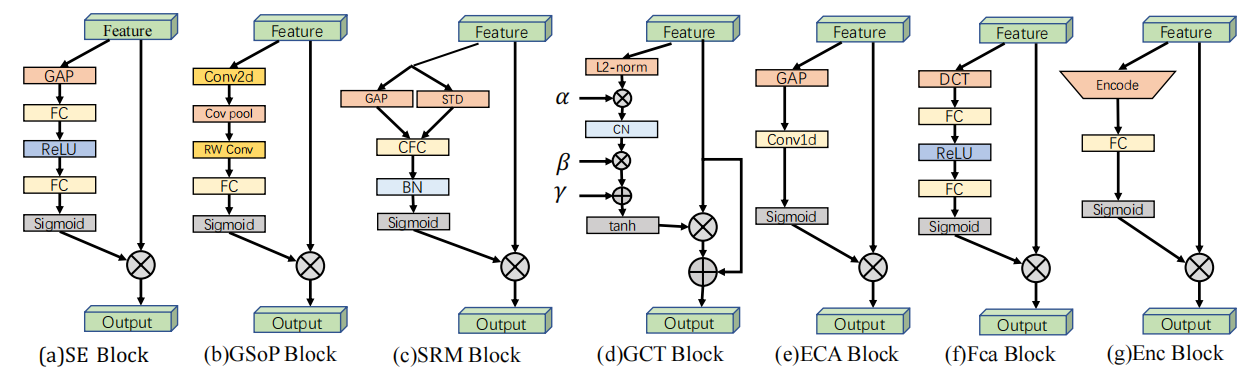 Feature
GAP
FC
ReLU
FC
Sigmoid
Output
(a)SE Block
Feature
Conv2d
Cov pool
RW Conv
FC
Sigmoid
Output
(b)GSoP Block
Feature
GAP STD
CFC
BN
Sigmoid
Output
(c)SRM Block
Feature
L2-norm
α
CN
β
γ
tanh
Output
(d)GCT Block
Feature
GAP
Conv1d
Sigmoid
Output
(e)ECA Block
Feature
DCT
FC
ReLU
FC
Sigmoid
Output
(f)Fca Block
Feature
Encode
FC
Sigmoid
Output
(g)Enc Block